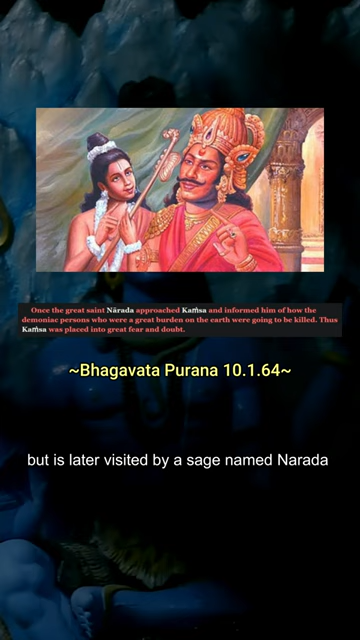 Once the great saint Nārada approached Kaṁsa and informed him of how the
demoniac persons who were a great burden on the earth were going to be killed. Thus
Kaṁsa was placed into great fear and doubt.
~Bhagavata Purana 10.1.64~
but is later visited by a sage named Narada